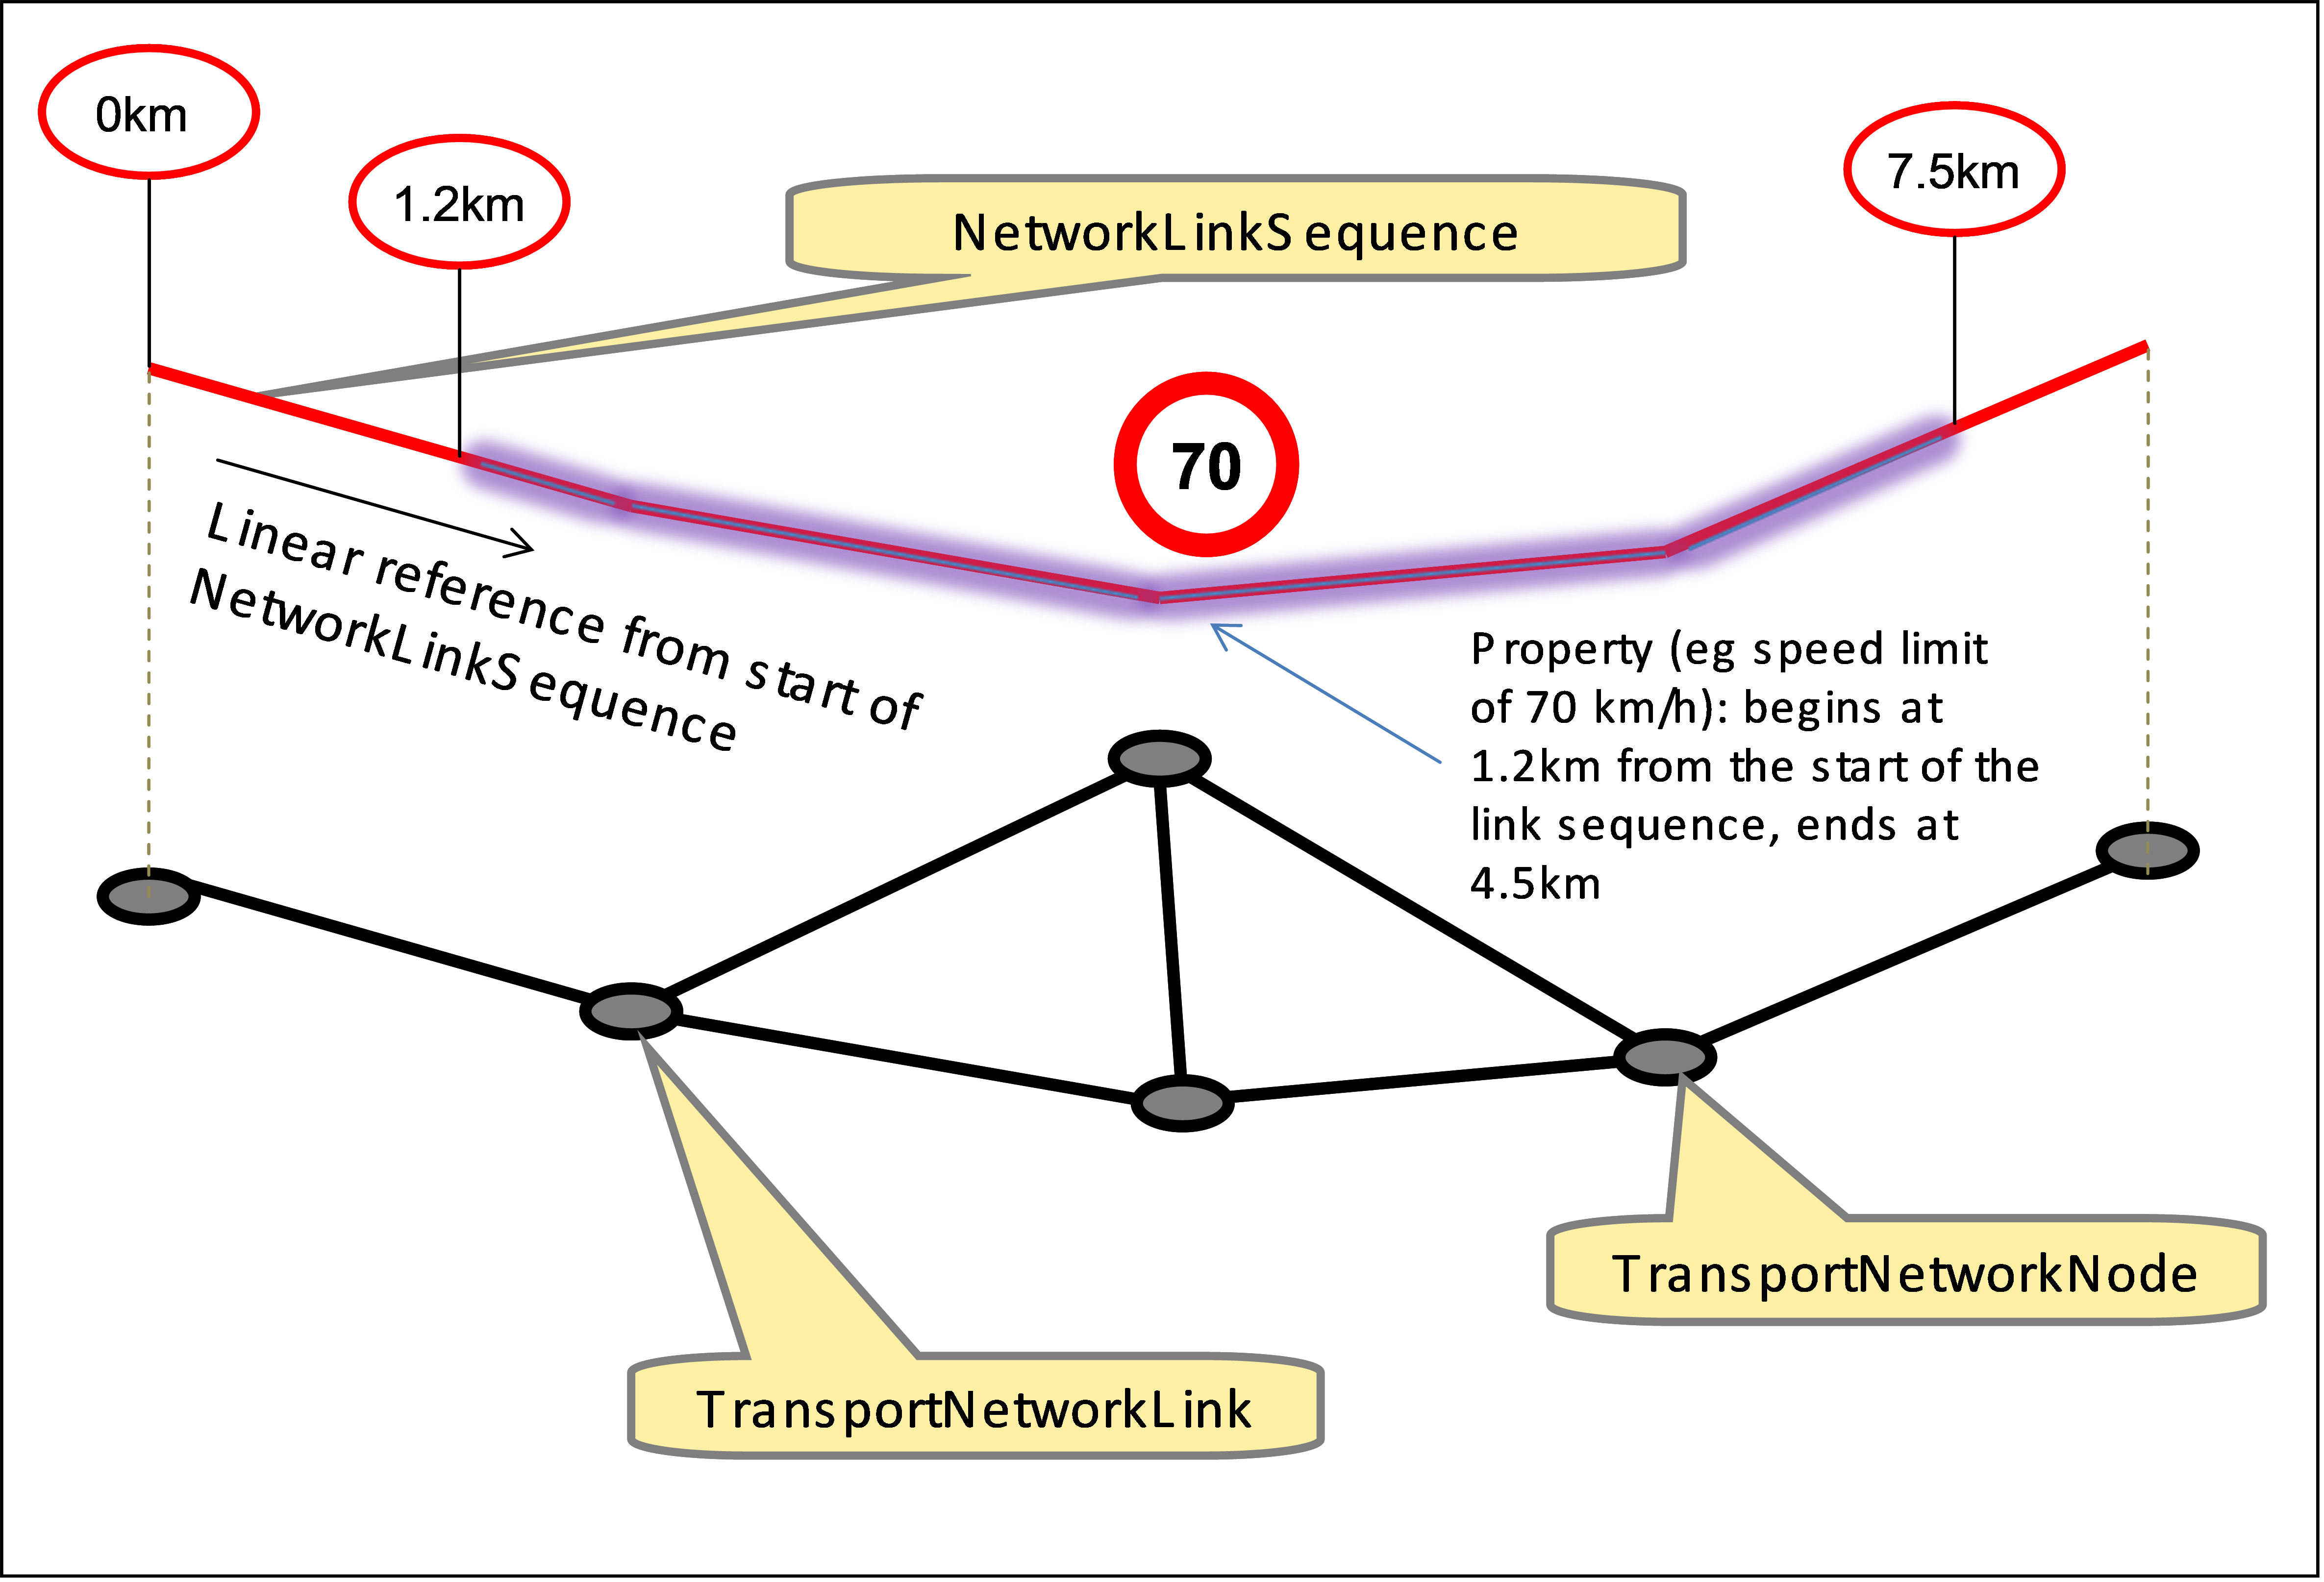 0km
1.2km
7.5km
NetworkLinkSequence
70
Linear reference from start of
NetworkLinkSequence
Property (eg speed limit
of 70 km/h): begins at
1.2km from the start of the
link sequence, ends at
4.5km
TransportNetworkNode
TransportNetworkLink